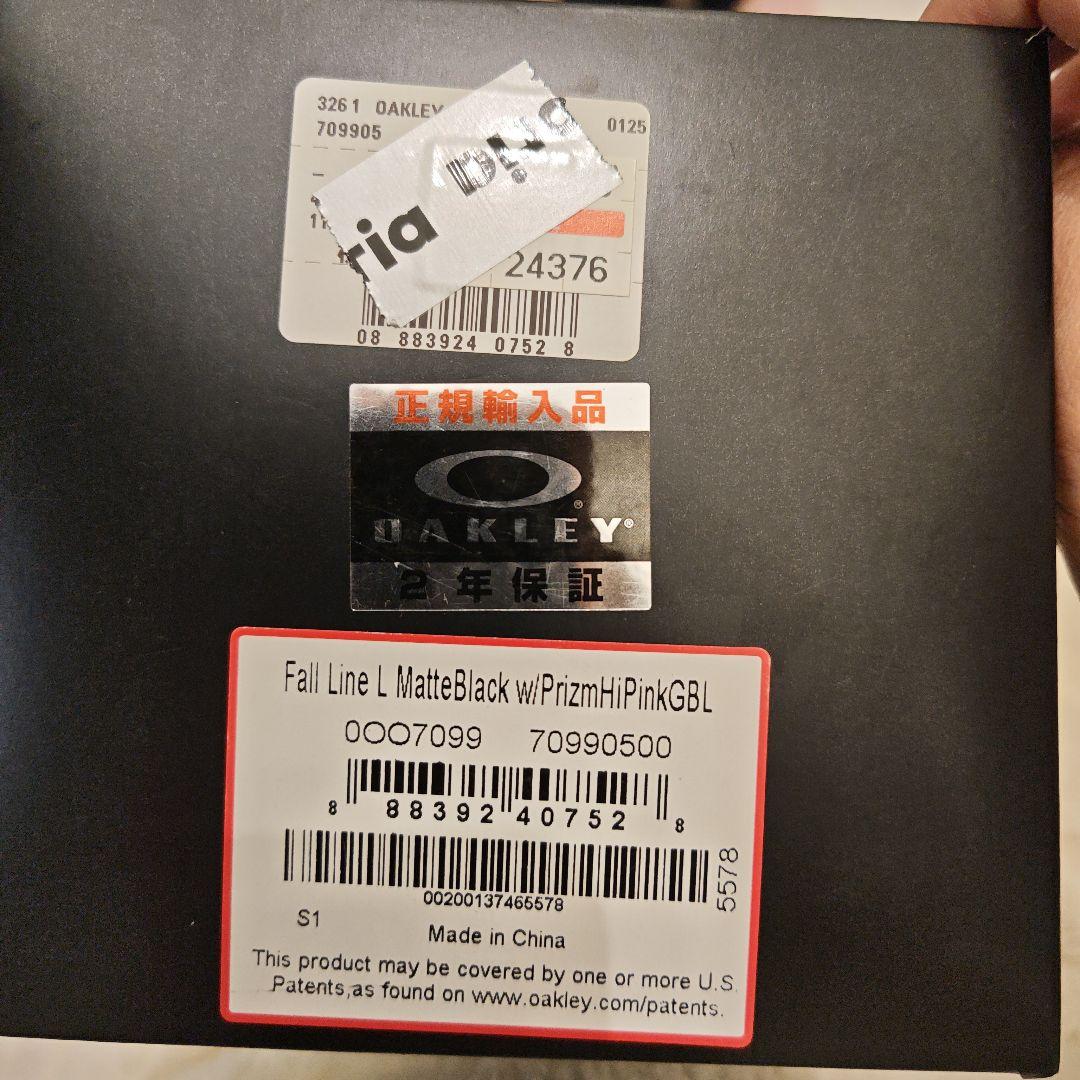 3261 OAKLEY
0125
709905
ria
24376
08 883924 0752 8
正規輸入品
OAKLEY®
2年保証
Fall Line L MatteBlack w/PrizmHiPinkGBL
0OO7099 70990500
8 88392 40752 8
00200137465578
5578
S1
Made in China
This product may be covered by one or more U.S.
Patents,as found on www.oakley.com/patents.